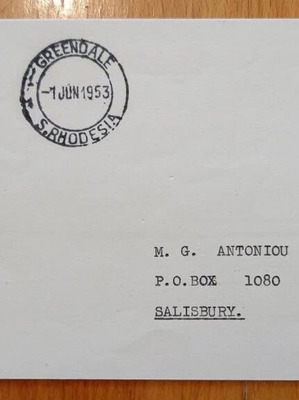 GREENDALE
-1 JUN 1953
S. RHODESIA
M. G. ANTONIOU
P.O.BOX 1080
SALISBURY.